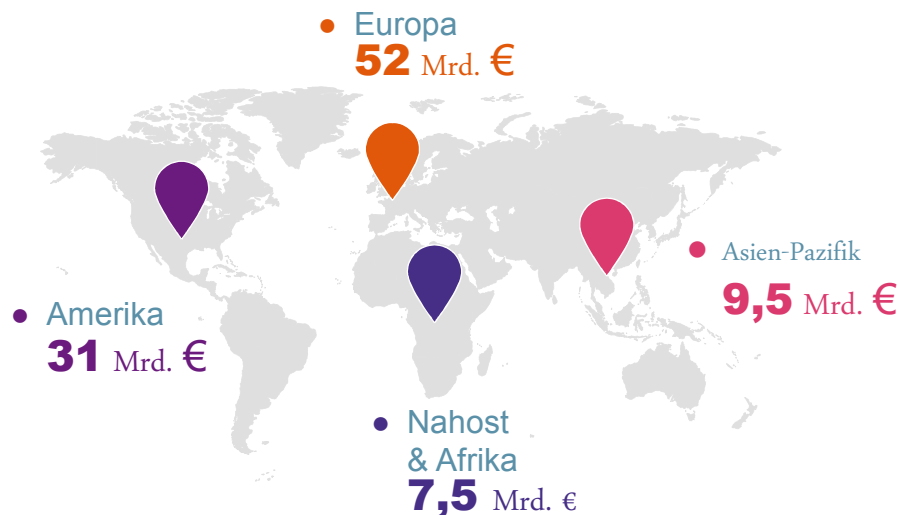 • Europa
52 Mrd. €
• Asien-Pazifik
9,5 Mrd. €
• Amerika
31 Mrd. €
• Nahost
& Afrika
7,5 Mrd. €